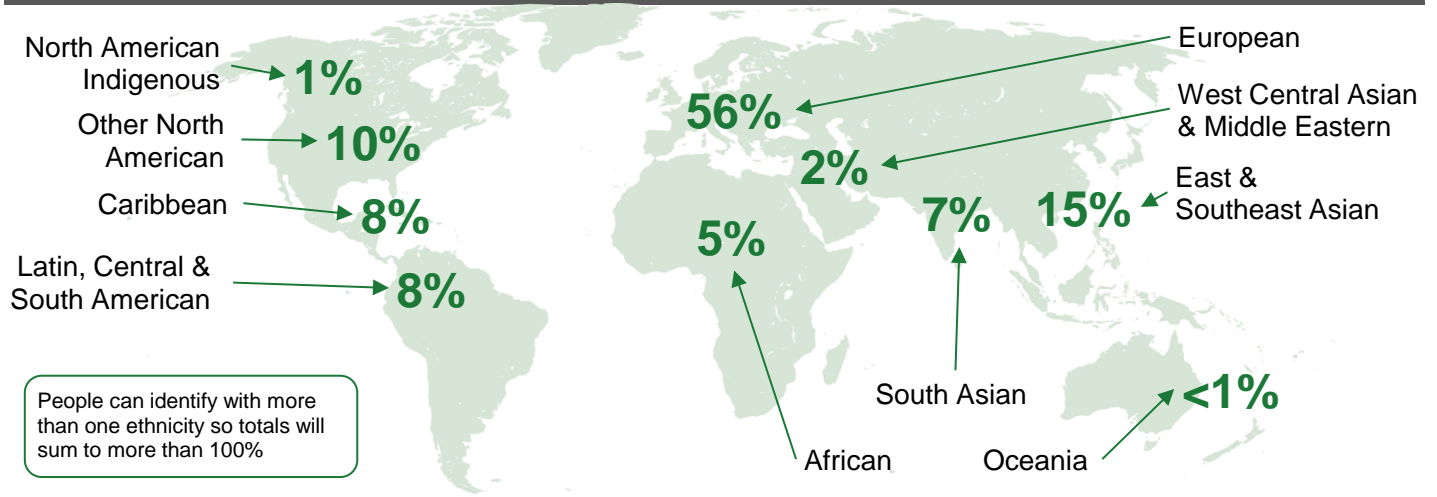 North American
Indigenous
1%
Other North
American
10%
Caribbean
8%
Latin, Central &
South American
8%
European
56%
West Central Asian
& Middle Eastern
2%
East &
Southeast Asian
15%
7%
South Asian
5%
African
<1%
Oceania
People can identify with more
than one ethnicity so totals will
sum to more than 100%